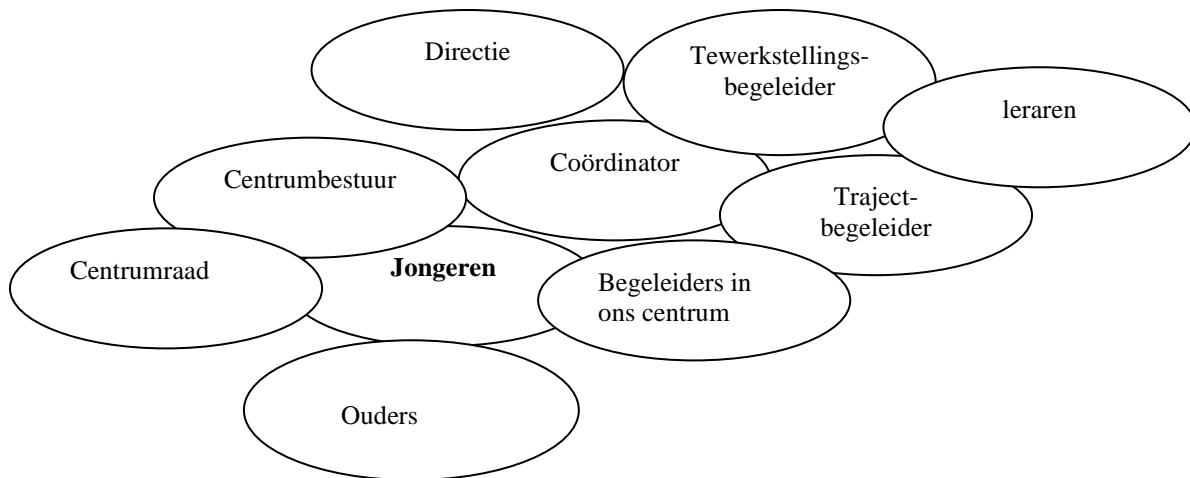 Directie
Tewerkstellings-
begeleider
leraren
Coördinator
Centrumbestuur
Traject-
begeleider
Centrumraad
Jongeren
Begeleiders in
ons centrum
Ouders